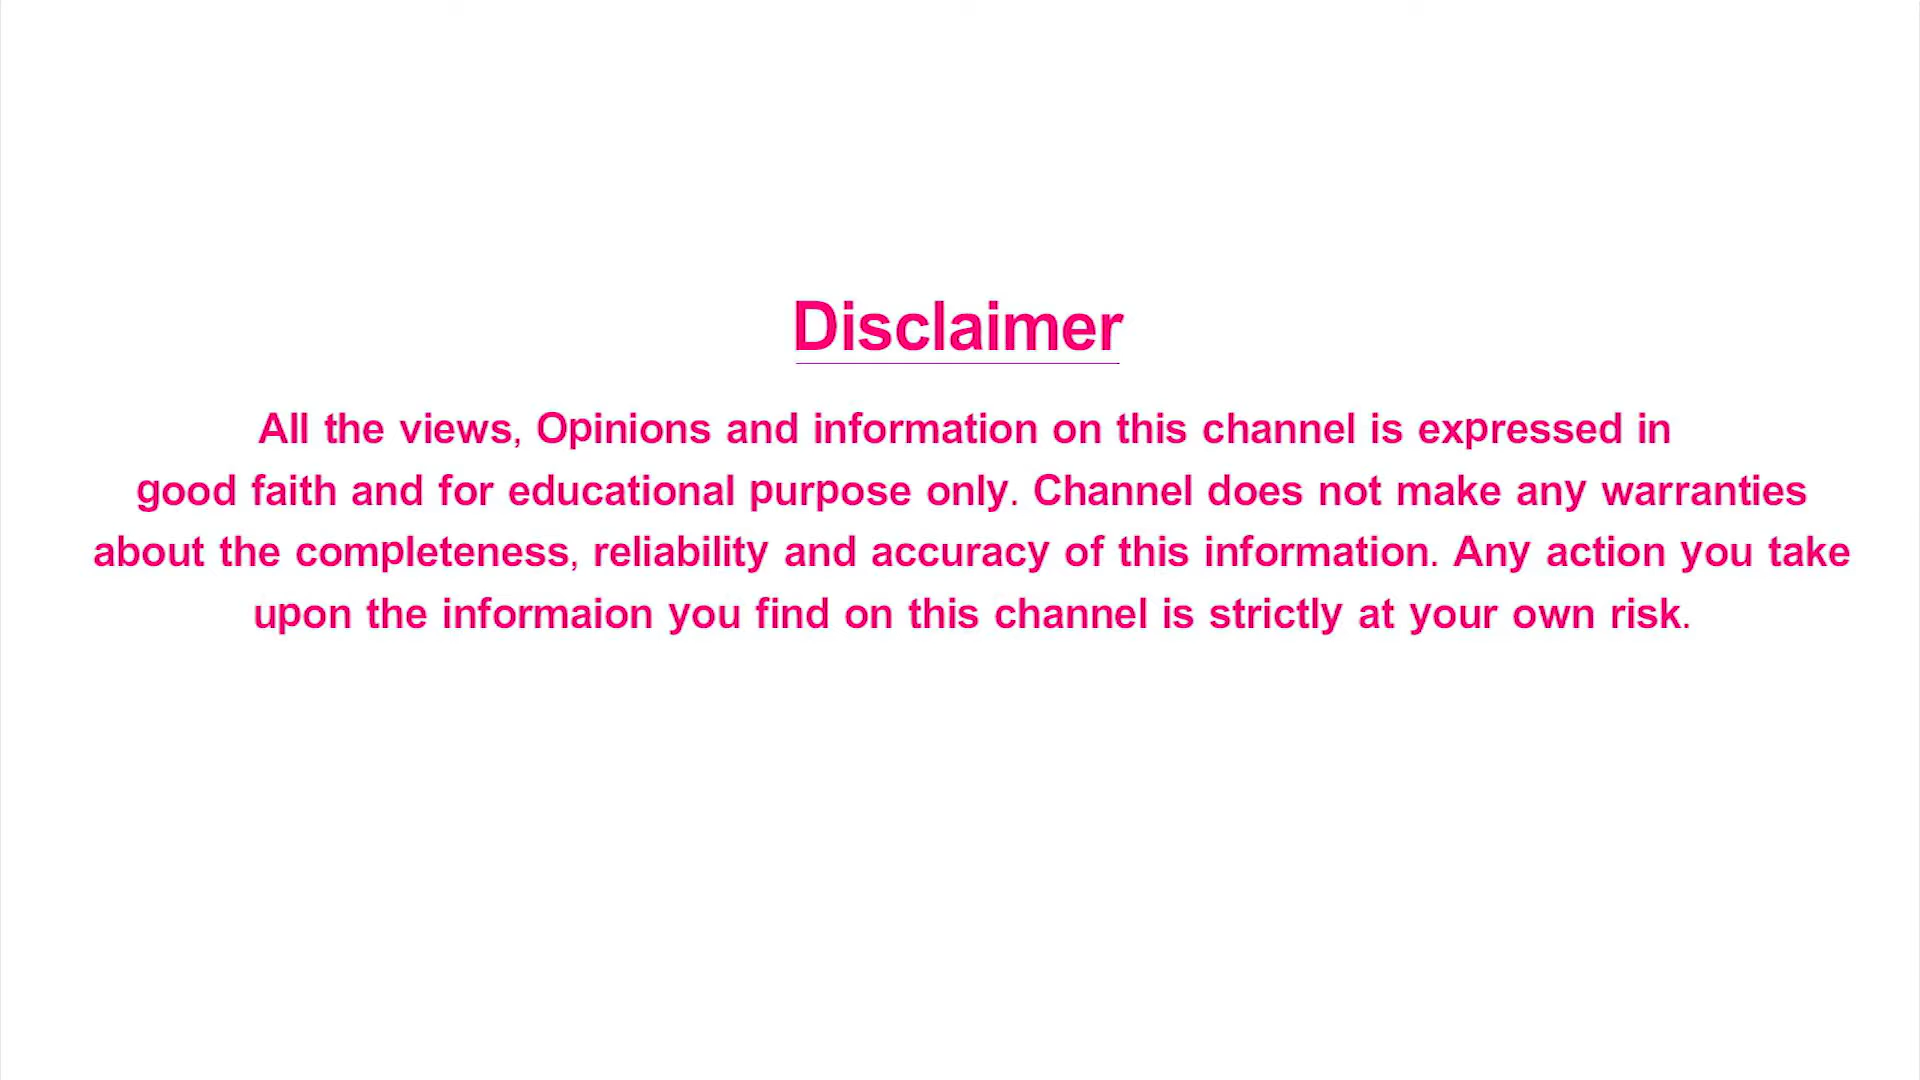 Disclaimer
All the views, Opinions and information on this channel is expressed in
good faith and for educational purpose only. Channel does not make any warranties
about the completeness, reliability and accuracy of this information. Any action you take
upon the informaion you find on this channel is strictly at your own risk.